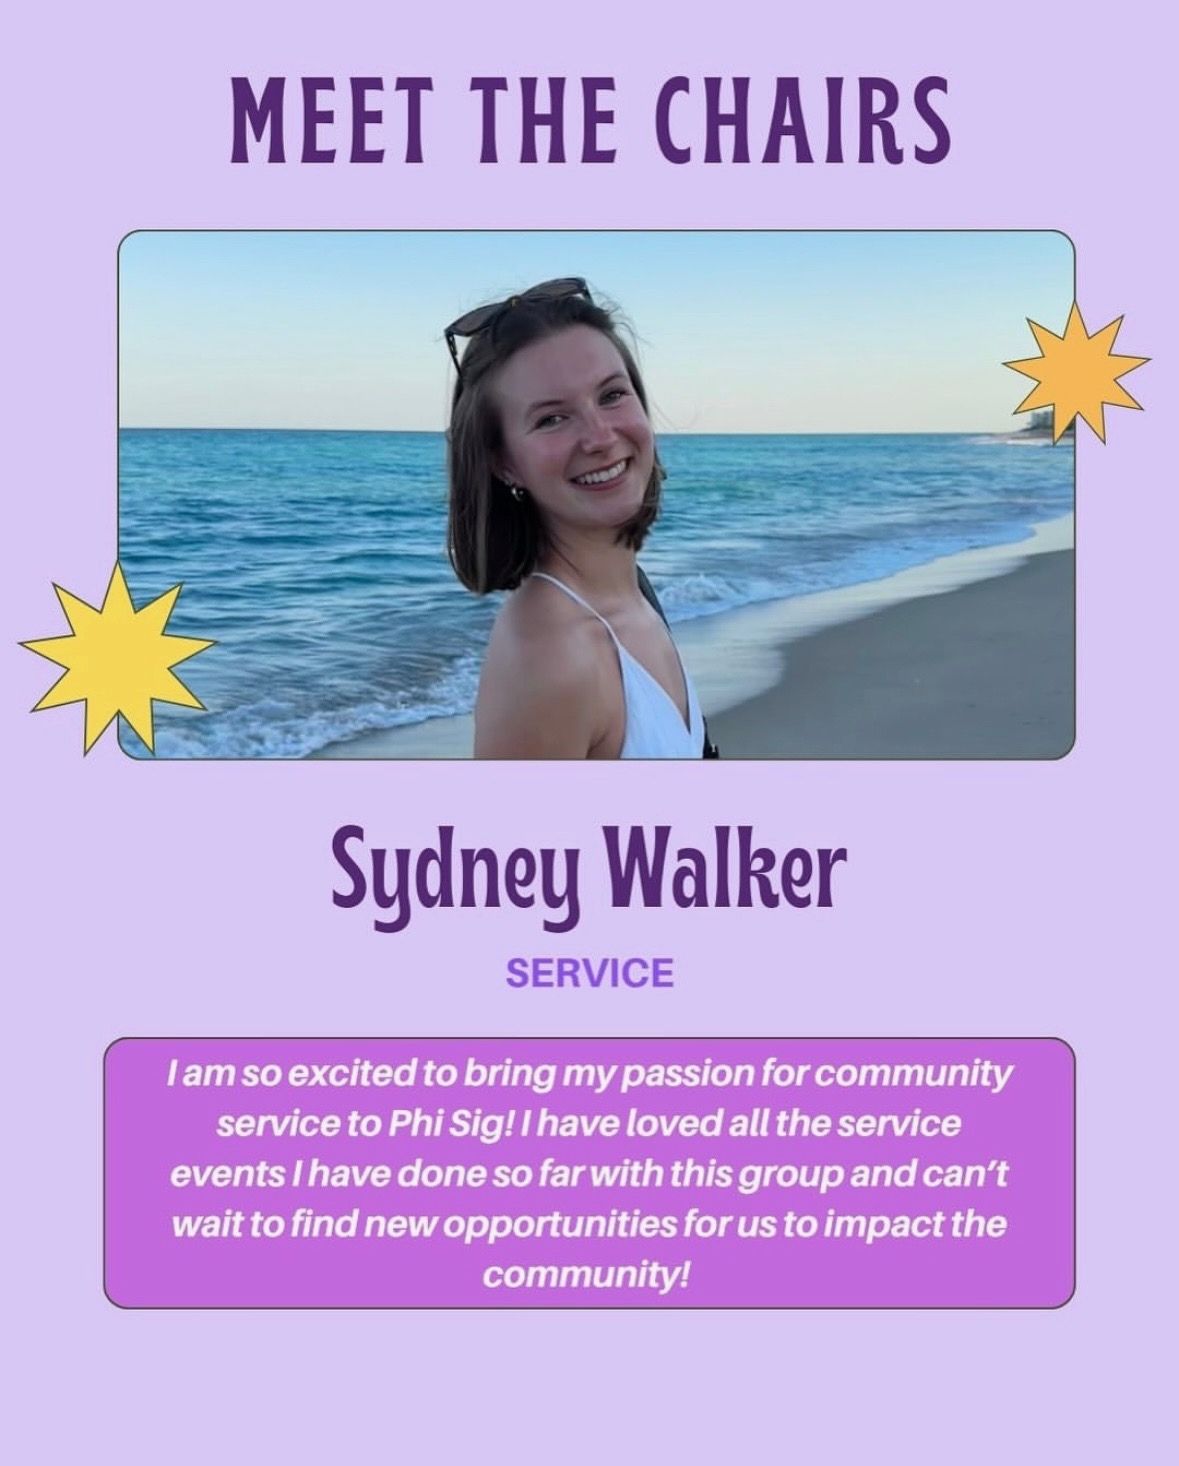 MEET THE CHAIRS
Sydney Walker
SERVICE
I am so excited to bring my passion for community
service to Phi Sig! I have loved all the service
events I have done so far with this group and can’t
wait to find new opportunities for us to impact the
community!